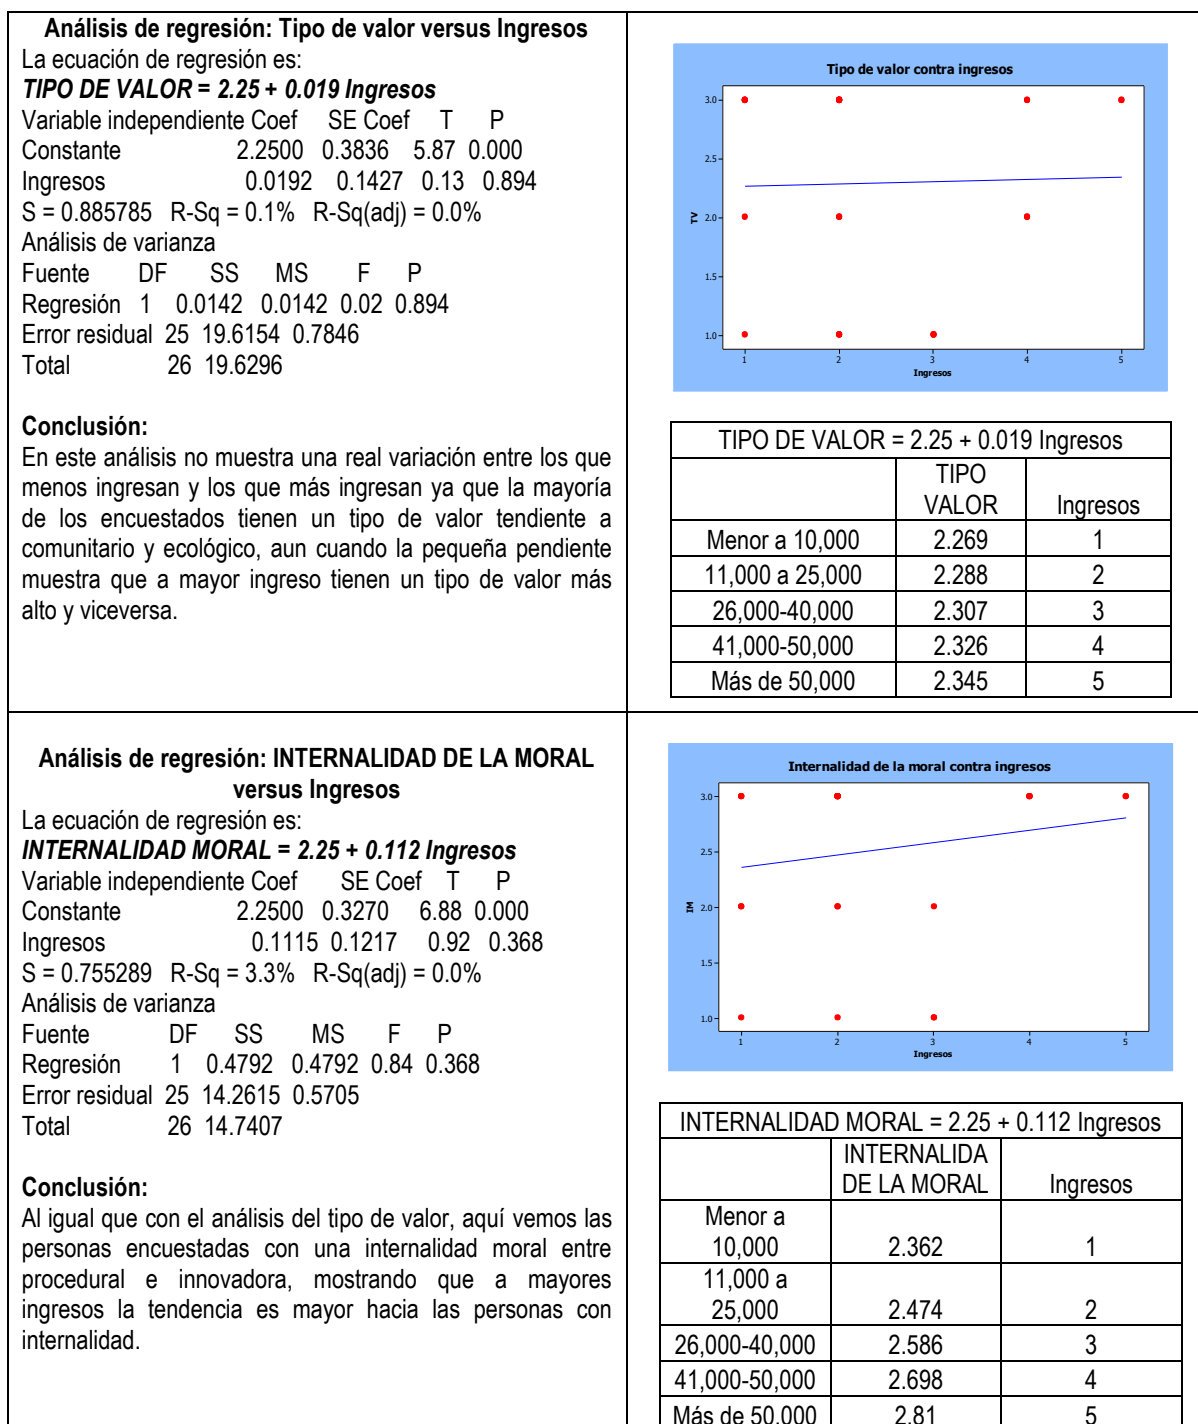 Análisis de regresión: Tipo de valor versus Ingresos
La ecuación de regresión es:
TIPO DE VALOR = 2.25 + 0.019 Ingresos
Variable independiente Coef SE Coef T P
Constante 2.2500 0.3836 5.87 0.000
Ingresos 0.0192 0.1427 0.13 0.894
S = 0.885785 R-Sq = 0.1% R-Sq(adj) = 0.0%
Análisis de varianza
Fuente DF SS MS F P
Regresión 1 0.0142 0.0142 0.02 0.894
Error residual 25 19.6154 0.7846
Total 26 19.6296
Conclusión:
En este análisis no muestra una real variación entre los que
menos ingresan y los que más ingresan ya que la mayoría
de los encuestados tienen un tipo de valor tendiente a
comunitario y ecológico, aun cuando la pequeña pendiente
muestra que a mayor ingreso tienen un tipo de valor más
alto y viceversa.
Tipo de valor contra ingresos
3.0
2.5
2.0
1.5
1.0
TV
1 2 3 4 5
Ingresos
TIPO DE VALOR = 2.25 + 0.019 Ingresos
TIPO
VALOR Ingresos
Menor a 10,000 2.269 1
11,000 a 25,000 2.288 2
26,000-40,000 2.307 3
41,000-50,000 2.326 4
Más de 50,000 2.345 5
Análisis de regresión: INTERNALIDAD DE LA MORAL
versus Ingresos
La ecuación de regresión es:
INTERNALIDAD MORAL = 2.25 + 0.112 Ingresos
Variable independiente Coef SE Coef T P
Constante 2.2500 0.3270 6.88 0.000
Ingresos 0.1115 0.1217 0.92 0.368
S = 0.755289 R-Sq = 3.3% R-Sq(adj) = 0.0%
Análisis de varianza
Fuente DF SS MS F P
Regresión 1 0.4792 0.4792 0.84 0.368
Error residual 25 14.2615 0.5705
Total 26 14.7407
Conclusión:
Al igual que con el análisis del tipo de valor, aquí vemos las
personas encuestadas con una internalidad moral entre
procedural e innovadora, mostrando que a mayores
ingresos la tendencia es mayor hacia las personas con
internalidad.
Internalidad de la moral contra ingresos
3.0
2.5
2.0
1.5
1.0
IM
1 2 3 4 5
Ingresos
INTERNALIDAD MORAL = 2.25 + 0.112 Ingresos
INTERNALIDA
DE LA MORAL Ingresos
Menor a
10,000 2.362 1
11,000 a
25,000 2.474 2
26,000-40,000 2.586 3
41,000-50,000 2.698 4
Más de 50,000 2.81 5